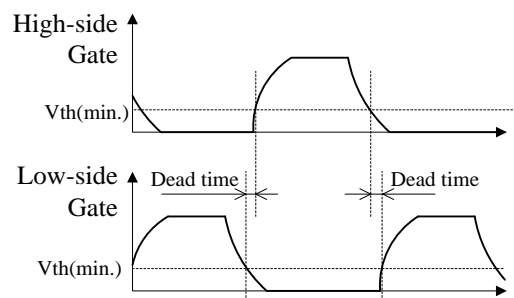 High-side
Gate
Vth(min.)
Low-side
Gate
Dead time
Dead time
Vth(min.)